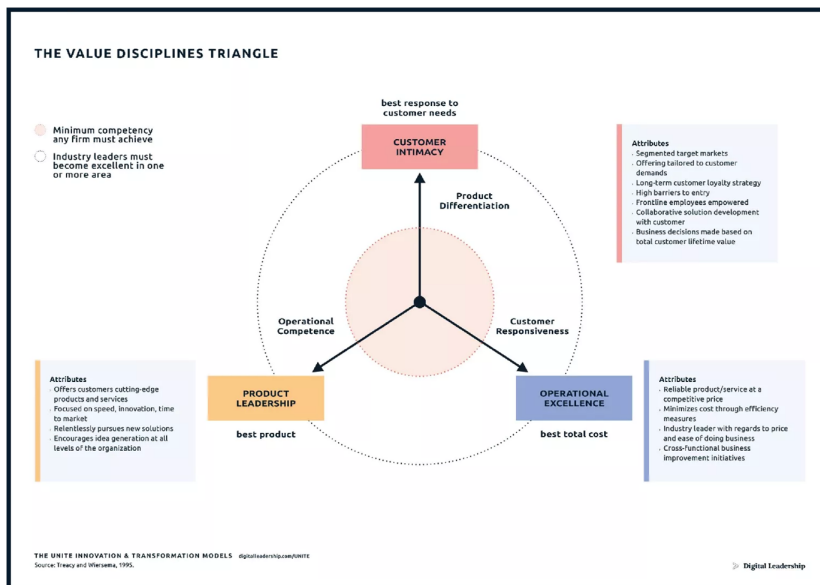 THE VALUE DISCIPLINES TRIANGLE
Minimum competency
any firm must achieve
Industry leaders must
become excellent in one
or more area
best response to
customer needs
CUSTOMER
INTIMACY
Product
Differentiation
Attributes
Segmented target markets
Offering tailored to customer
demands
Long-term customer loyalty strategy
High barriers to entry
Frontline employees empowered
Collaborative solution development
with customer
Business decisions made based on
total customer lifetime value
Operational
Competence
Customer
Responsiveness
Attributes
Offers customers cutting-edge
products and services
Focused on speed, innovation, time
to market
Relentlessly pursues new solutions
Encourages idea generation at all
levels of the organization
PRODUCT
LEADERSHIP
best product
OPERATIONAL
EXCELLENCE
best total cost
Attributes
Reliable product/service at a
competitive price
Minimizes cost through efficiency
measures
Industry leader with regards to price
and ease of doing business
Cross-functional business
improvement initiatives
THE UNITE INNOVATION & TRANSFORMATION MODELS digitalleadership.com/UNITE
Source: Treacy and Wiersema, 1995.
Digital Leadership